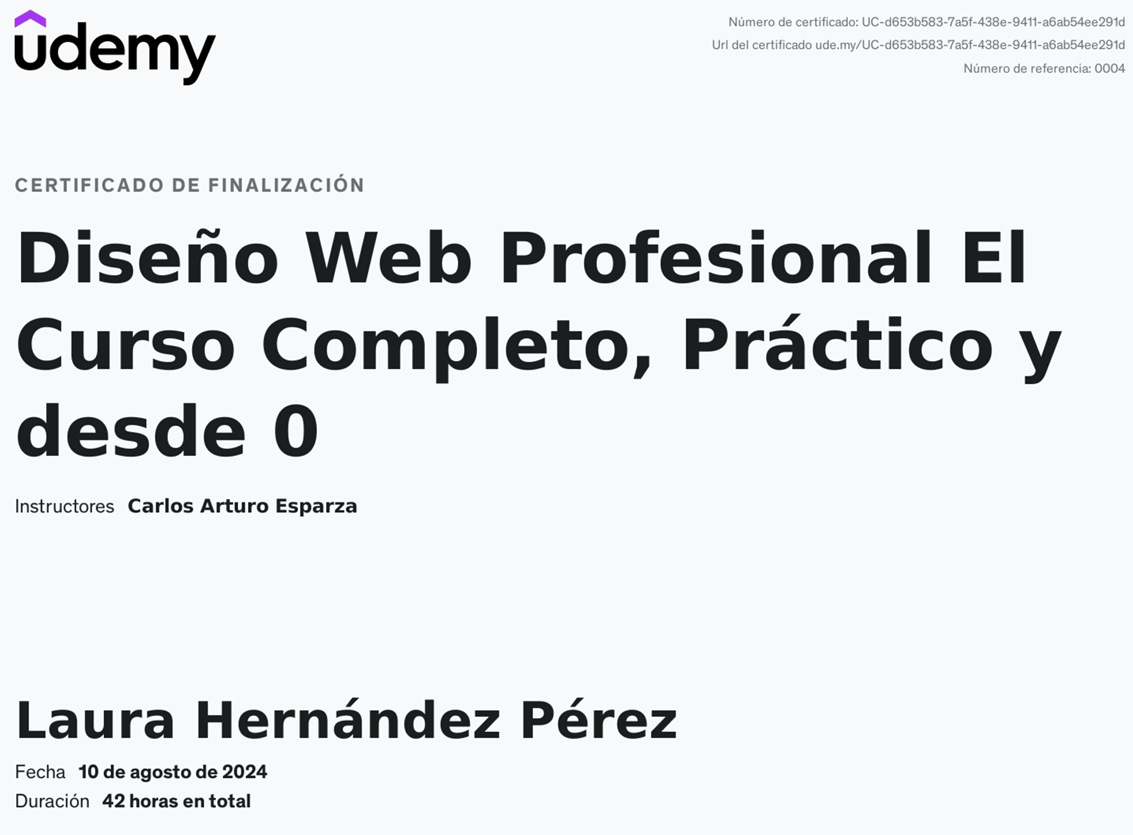 udemy
Número de certificado: UC-d653b583-7a5f-438e-9411-a6ab54ee291d
Url del certificado ude.my/UC-d653b583-7a5f-438e-9411-a6ab54ee291d
Número de referencia: 0004
CERTIFICADO DE FINALIZACIÓN
Diseño Web Profesional El
Curso Completo, Práctico y
desde 0
Instructores Carlos Arturo Esparza
Laura Hernández Pérez
Fecha 10 de agosto de 2024
Duración 42 horas en total